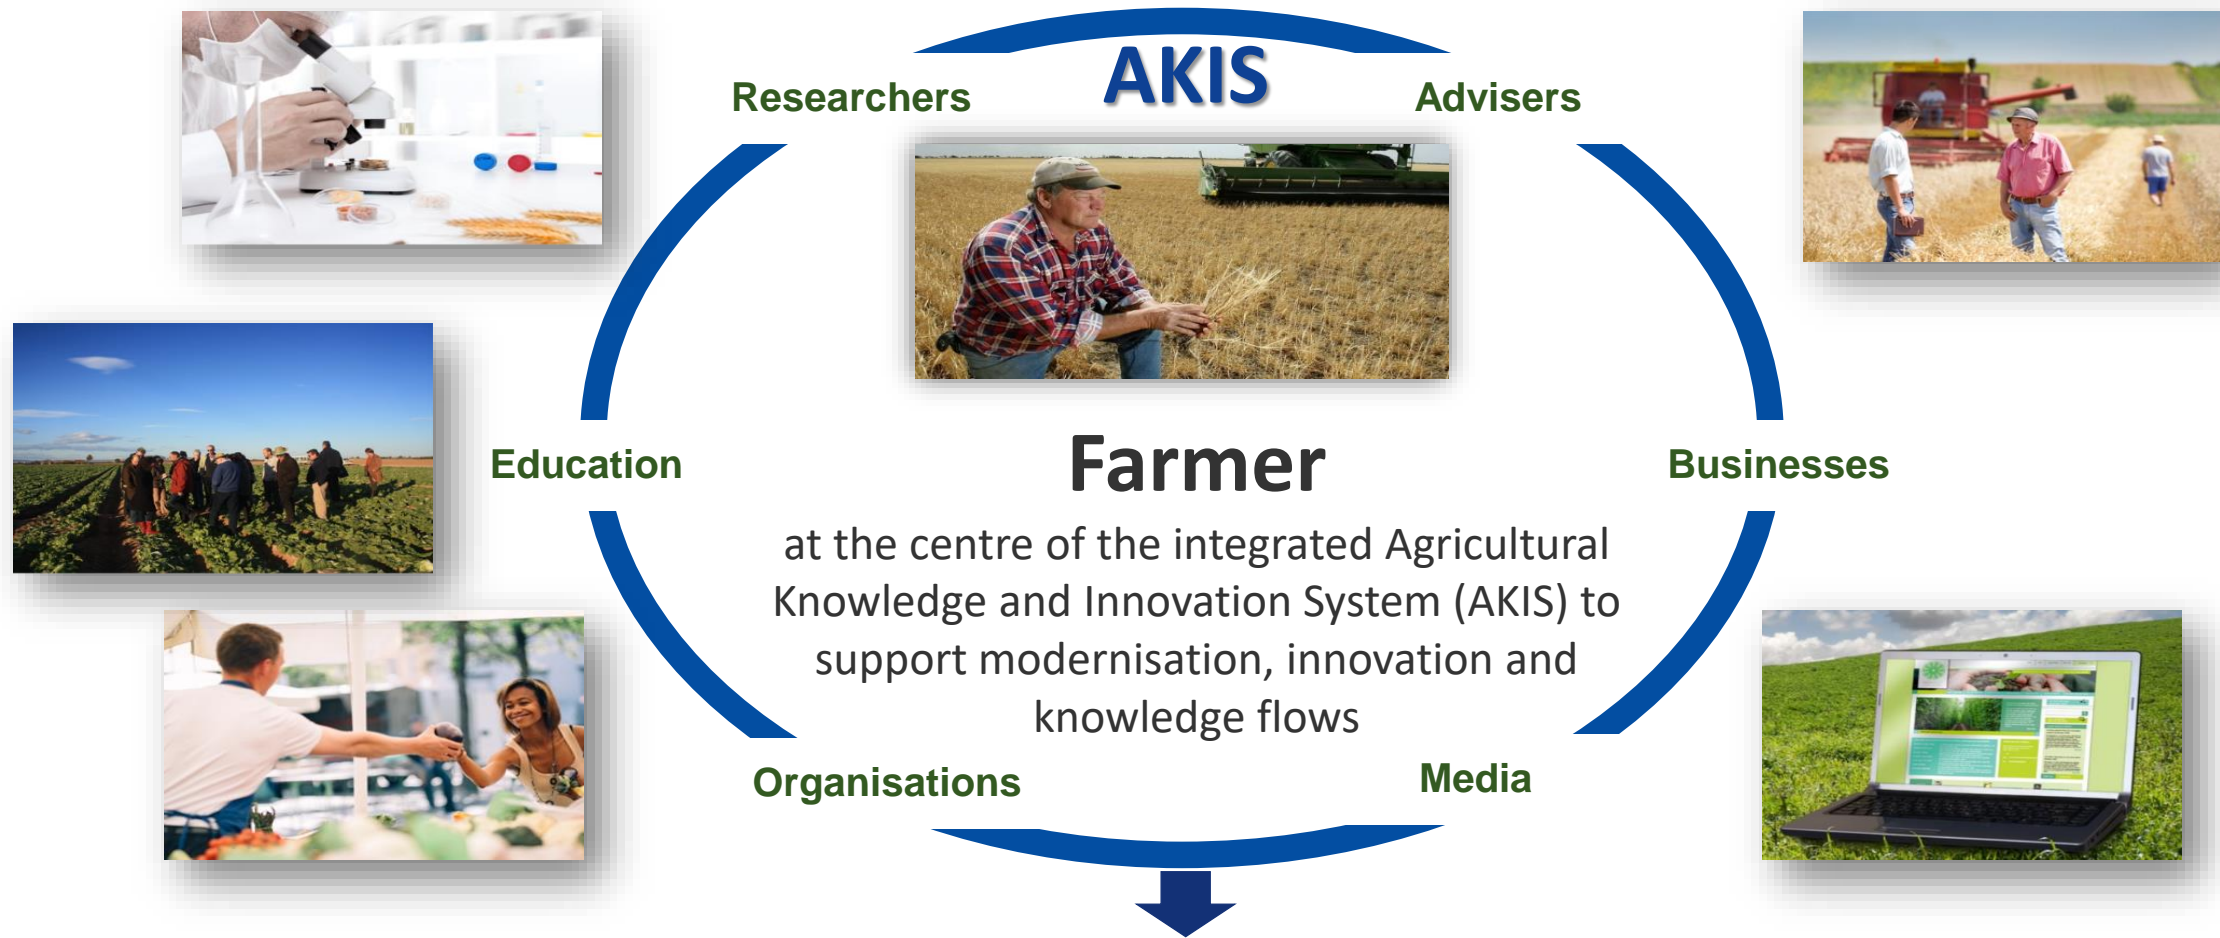 AKIS
Researchers
Advisers
Education
Farmer
Businesses
at the centre of the integrated Agricultural
Knowledge and Innovation System (AKIS) to
support modernisation, innovation and
knowledge flows
Organisations
Media